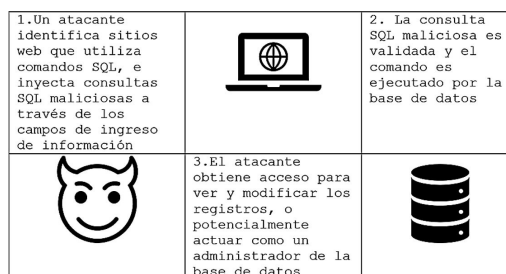 1.Un atacante
identifica sitios
web que utiliza
comandos SQL, e
inyecta consultas
SQL maliciosas a
través de los
campos de ingreso
de información
2. La consulta
SQL maliciosa es
validada y el
comando es
ejecutado por la
base de datos
3.El atacante
obtiene acceso para
ver y modificar los
registros, o
potencialmente
actuar como un
administrador de la
base de datos